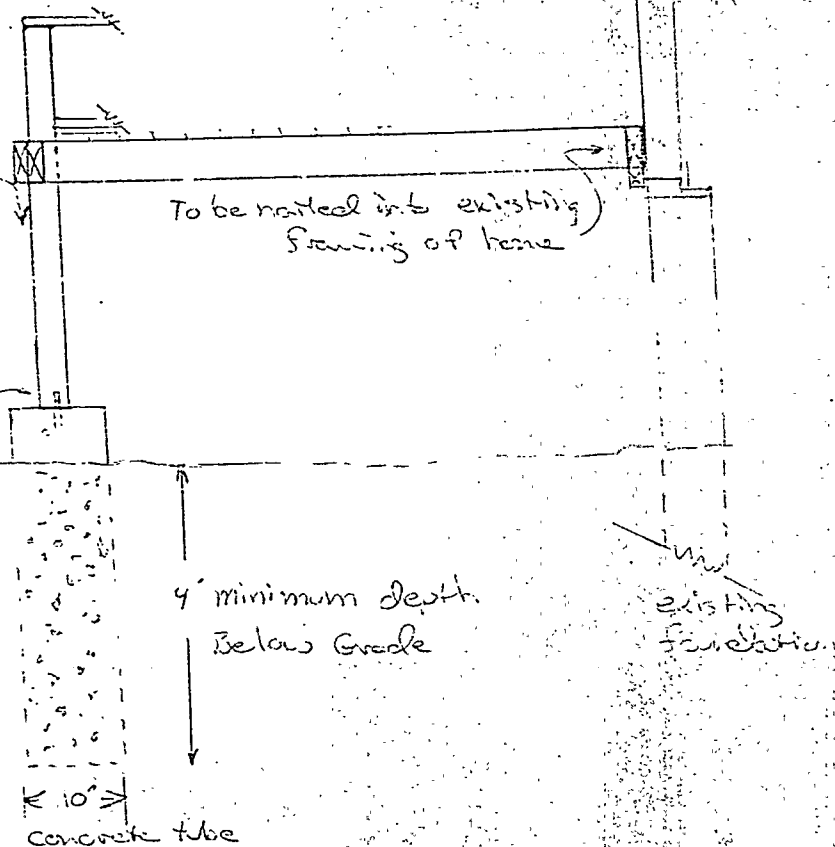 To be nailed into existing
framing of home
4' minimum depth
Below Grade
existing
foundation
10"
concrete tube